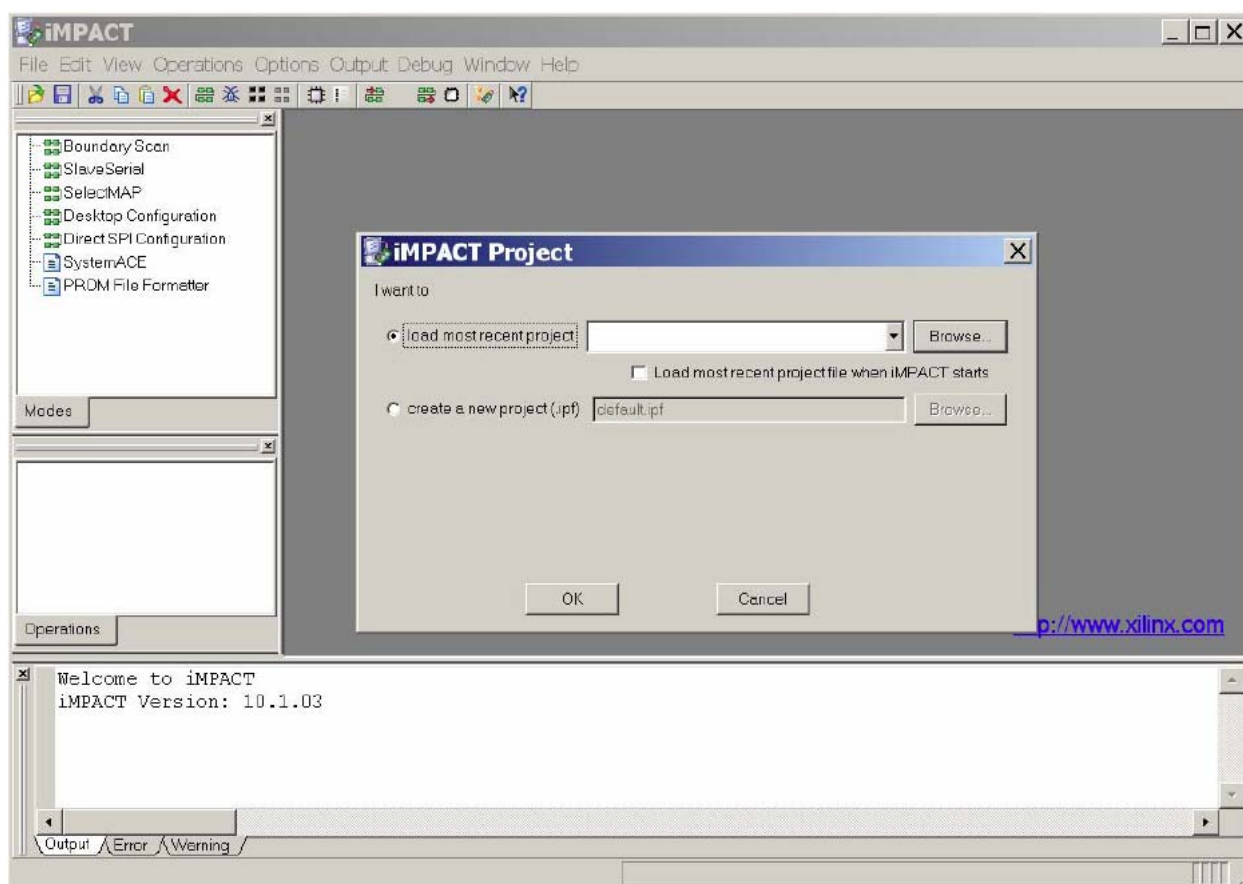 iMPACT
File Edit View Operations Options Output Debug Window Help
Boundary Scan
SlaveSerial
SelectMAP
Desktop Configuration
Direct SPI Configuration
SystemACE
PROM File Formatter
Modes
Operations
iMPACT Project
I want to
load most recent project
Browse...
Load most recent project file when iMPACT starts
create a new project (.ipf)
default.ipf
Browse...
OK
Cancel
p://www.xilinx.com
Welcome to iMPACT
iMPACT Version: 10.1.03
Output
Error
Warning